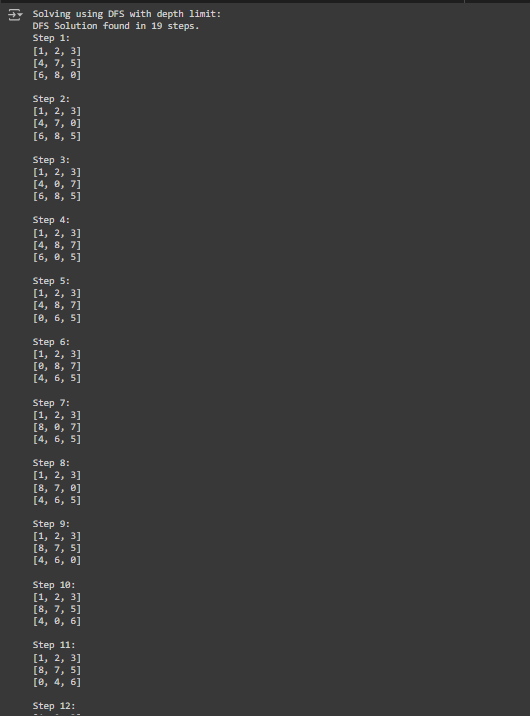 Solving using DFS with depth limit:
DFS Solution found in 19 steps.
Step 1:
[1, 2, 3]
[4, 7, 5]
[6, 8, 0]
Step 2:
[1, 2, 3]
[4, 7, 0]
[6, 8, 5]
Step 3:
[1, 2, 3]
[4, 0, 7]
[6, 8, 5]
Step 4:
[1, 2, 3]
[4, 8, 7]
[6, 0, 5]
Step 5:
[1, 2, 3]
[4, 8, 7]
[0, 6, 5]
Step 6:
[1, 2, 3]
[0, 8, 7]
[4, 6, 5]
Step 7:
[1, 2, 3]
[8, 0, 7]
[4, 6, 5]
Step 8:
[1, 2, 3]
[8, 7, 0]
[4, 6, 5]
Step 9:
[1, 2, 3]
[8, 7, 5]
[4, 6, 0]
Step 10:
[1, 2, 3]
[8, 7, 5]
[4, 0, 6]
Step 11:
[1, 2, 3]
[8, 7, 5]
[0, 4, 6]
Step 12: